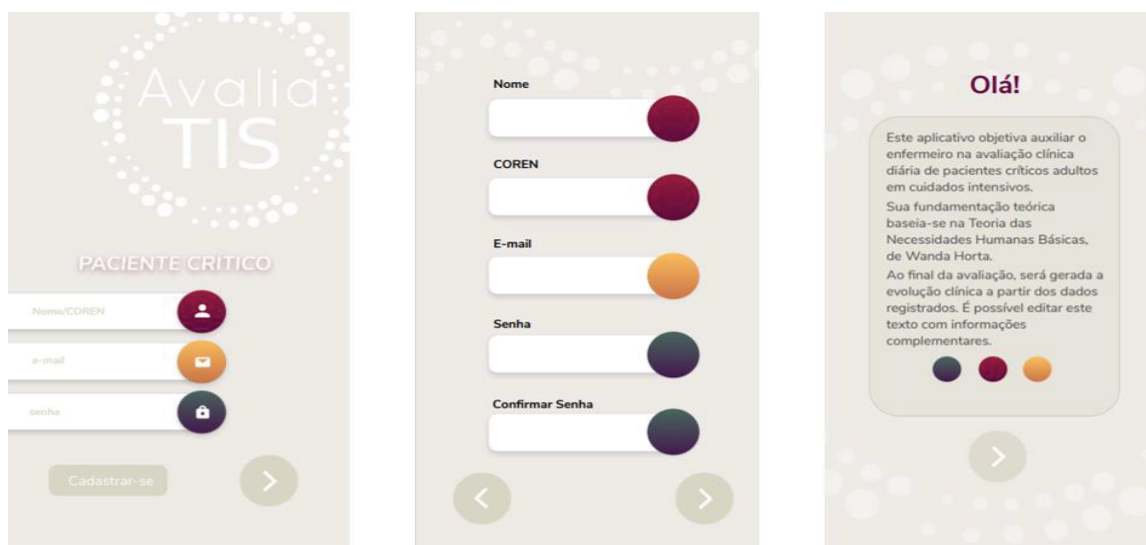 Avalia
TIS
PACIENTE CRÍTICO
Nome/COREN
e-mail
senha
Cadastrar-se
Nome
COREN
E-mail
Senha
Confirmar Senha
Olá!
Este aplicativo objetiva auxiliar o
enfermeiro na avaliação clínica
diária de pacientes críticos adultos
em cuidados intensivos.
Sua fundamentação teórica
baseia-se na Teoria das
Necessidades Humanas Básicas,
de Wanda Horta.
Ao final da avaliação, será gerada a
evolução clínica a partir dos dados
registrados. É possível editar este
texto com informações
complementares.